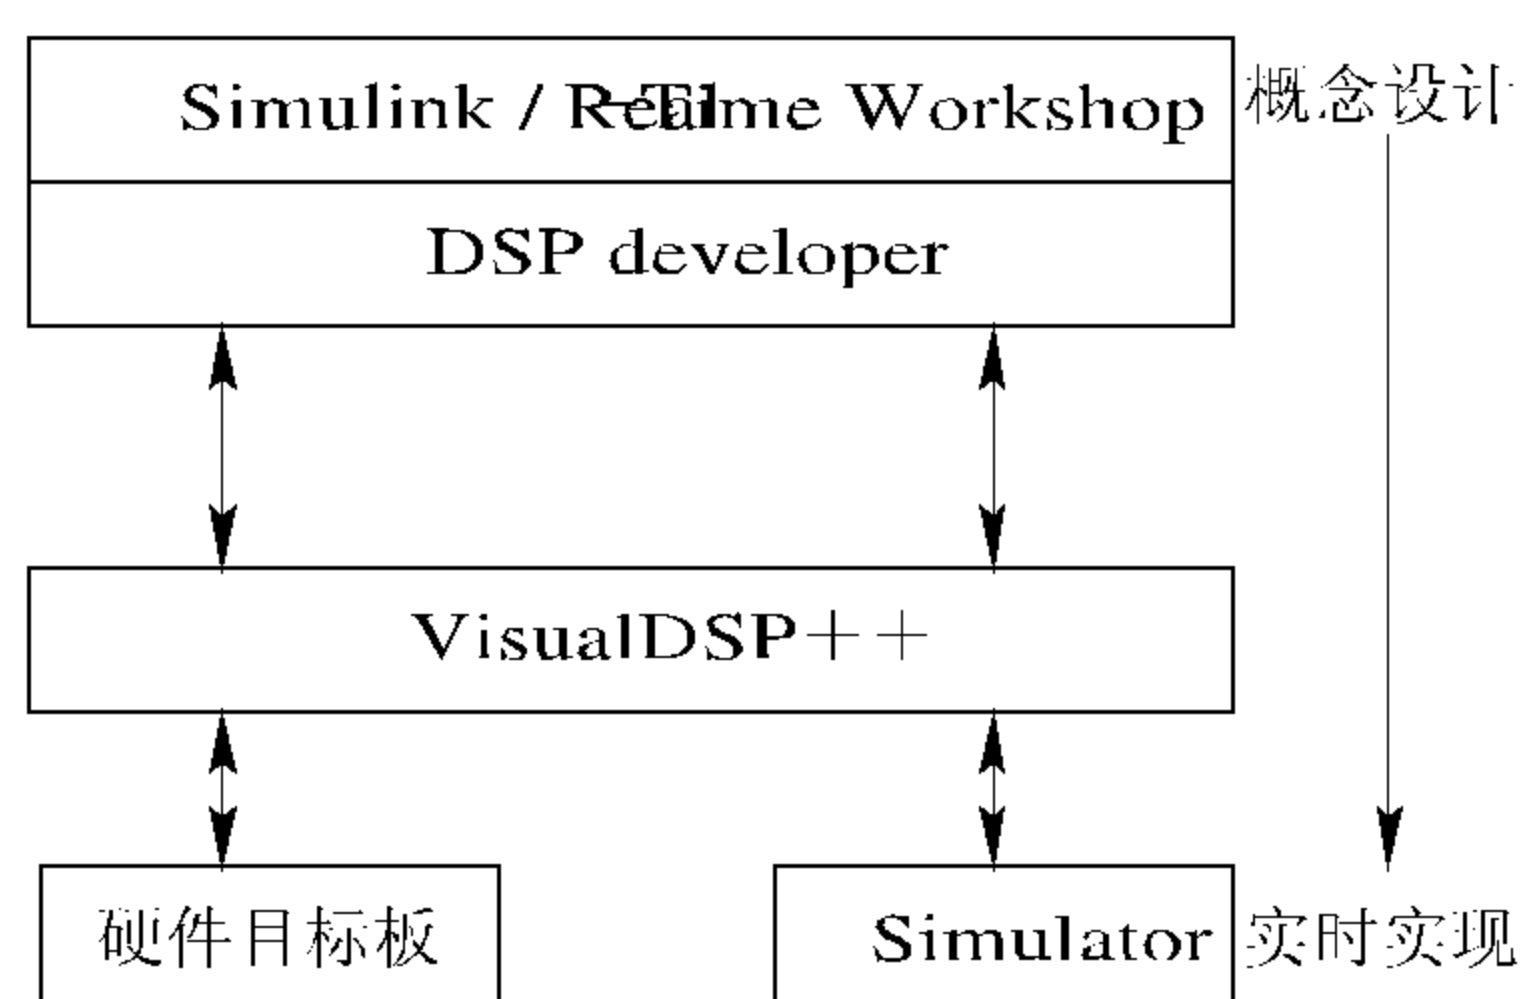 Simulink / Real-Time Workshop
概念设计
DSP developer
VisualDSP++
硬件目标板
Simulator
实时实现